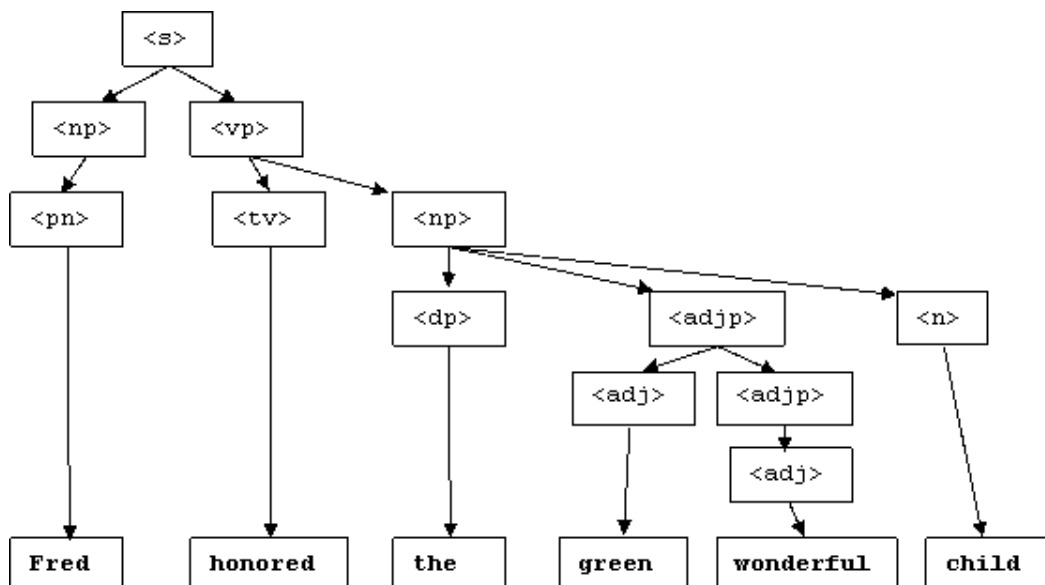 <s>
<np> <vp>
<pn> <tv> <np>
<dp> <adjp> <n>
<adj> <adjp>
<adj>
Fred honored the green wonderful child